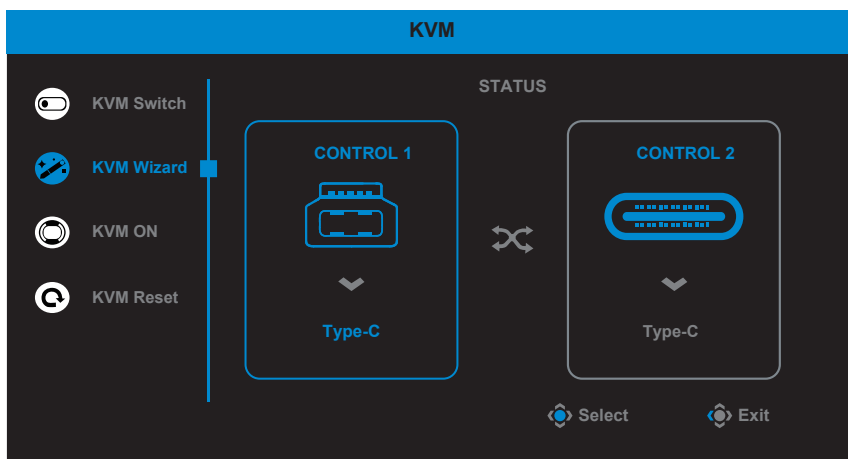 KVM
STATUS
KVM Switch
KVM Wizard
KVM ON
KVM Reset
CONTROL 1
Type-C
CONTROL 2
Type-C
Select
Exit